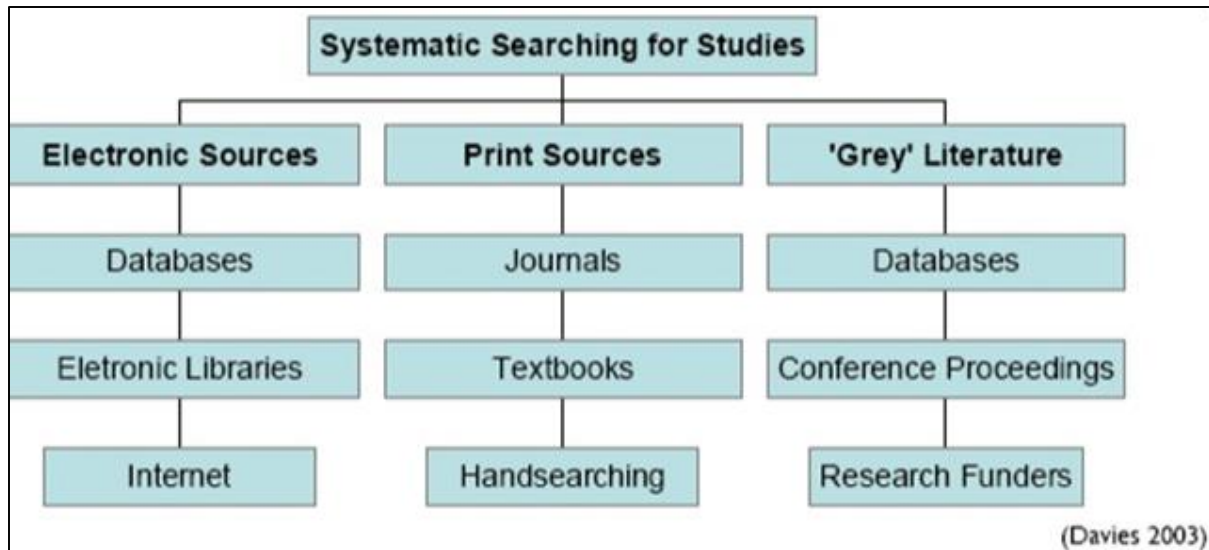 Systematic Searching for Studies
Electronic Sources
Print Sources
'Grey' Literature
Databases
Journals
Databases
Eletronic Libraries
Textbooks
Conference Proceedings
Internet
Handsearching
Research Funders
(Davies 2003)